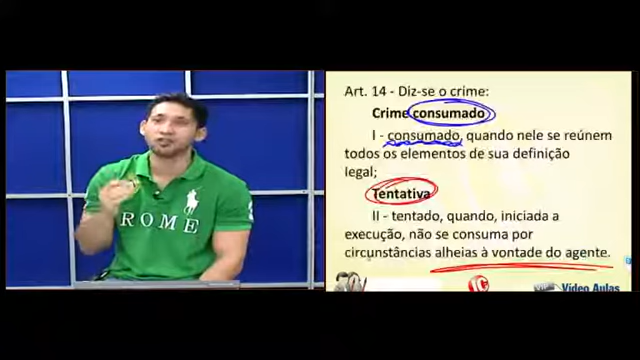 ROME
Art. 14 - Diz-se o crime:
Crime consumado
I - consumado, quando nele se reúnem
todos os elementos de sua definição
legal;
Tentativa
II - tentado, quando, iniciada a
execução, não se consuma por
circunstâncias alheias à vontade do agente.
Vídeo Aulas